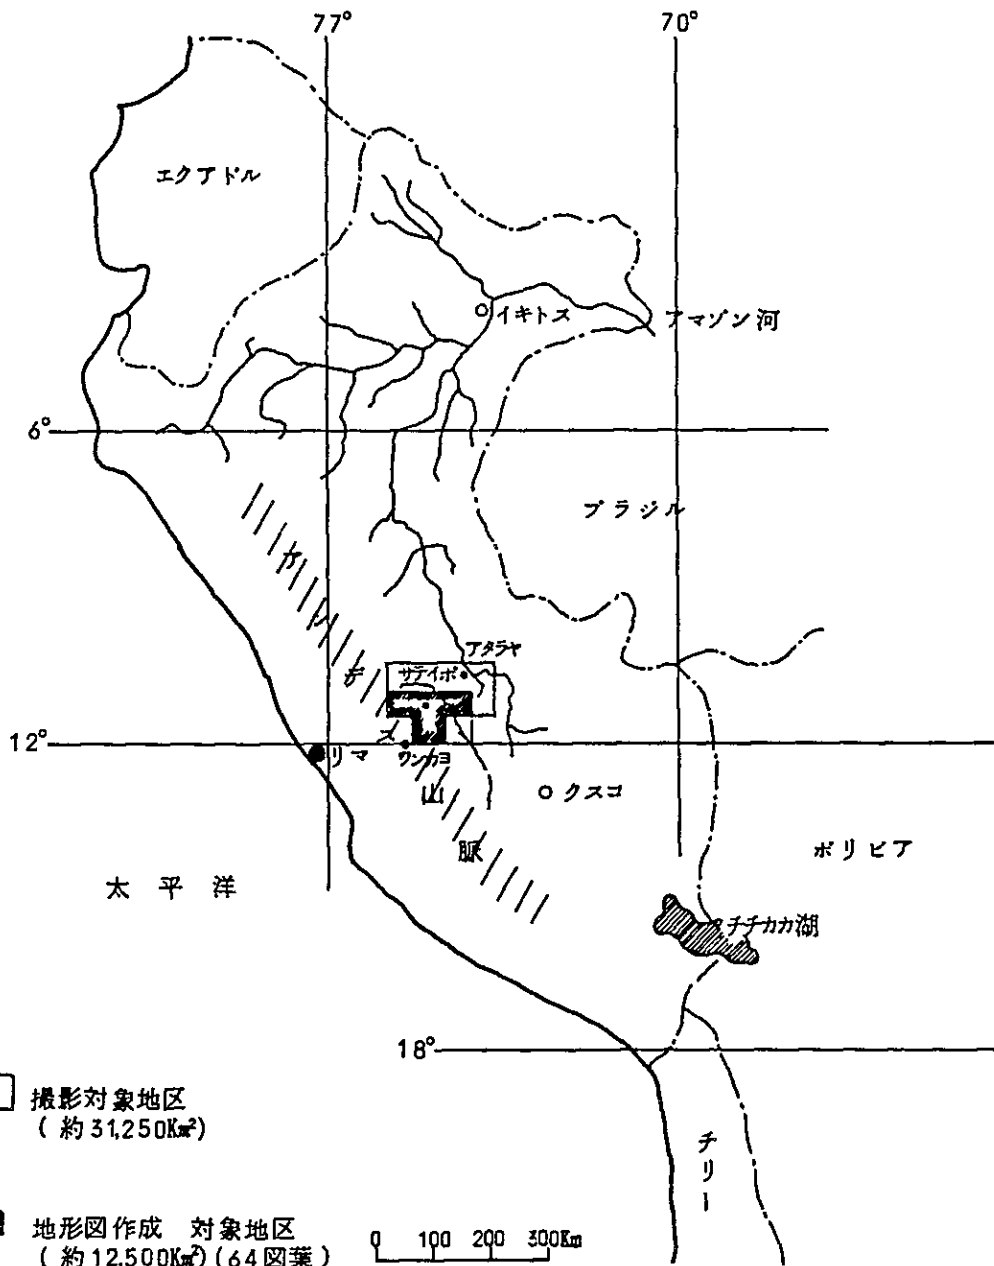 77°
70°
エクアドル
イキトス
アマゾン河
6°
ブラジル
アンデス山脈
アタラヤ
サティポ
12°
リマ
ワンカヨ
クスコ
ボリビア
太平洋
チチカカ湖
18°
撮影対象地区
(約31,250Km²)
チリー
地形図作成 対象地区
(約12,500Km²)(64図葉)
0 100 200 300Km